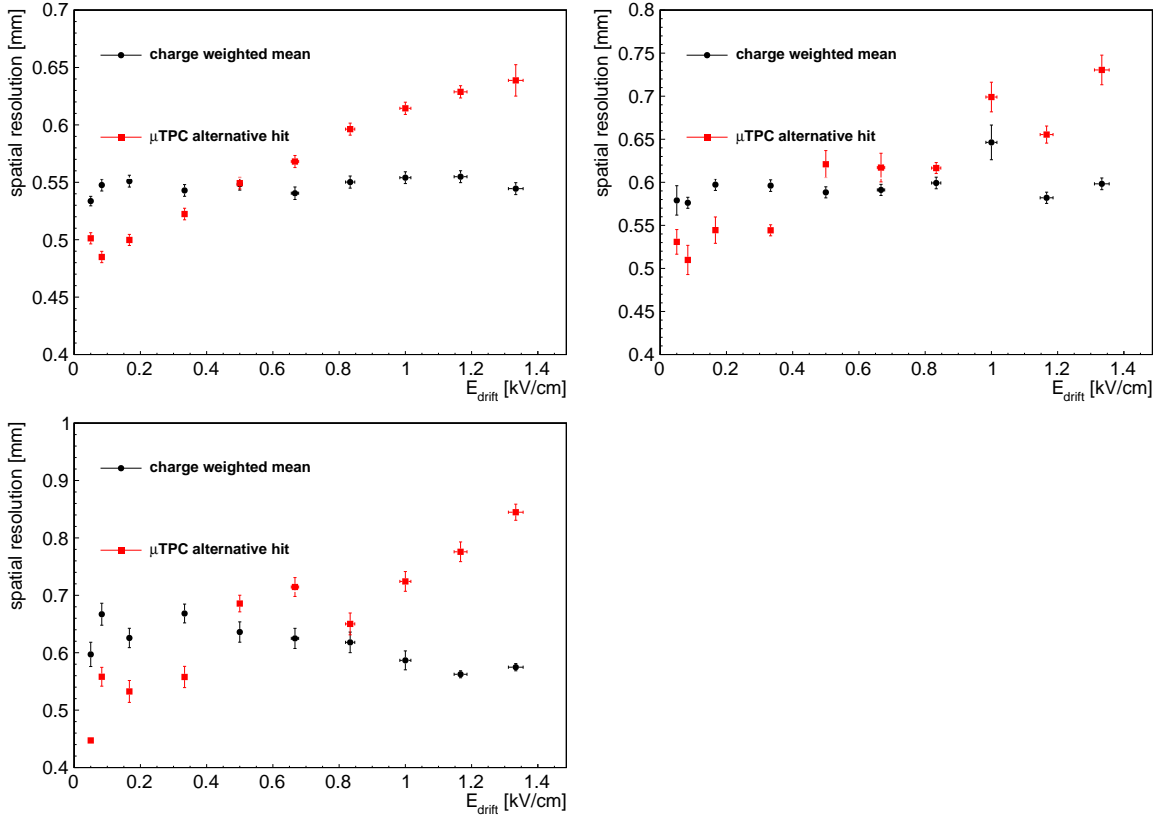 spatial resolution [mm]
0.7
0.65
0.6
0.55
0.5
0.45
0.4
charge weighted mean
μTPC alternative hit
0 0.2 0.4 0.6 0.8 1 1.2 1.4
E_drift [kV/cm]
spatial resolution [mm]
0.8
0.75
0.7
0.65
0.6
0.55
0.5
0.45
0.4
charge weighted mean
μTPC alternative hit
0 0.2 0.4 0.6 0.8 1 1.2 1.4
E_drift [kV/cm]
spatial resolution [mm]
1
0.9
0.8
0.7
0.6
0.5
0.4
charge weighted mean
μTPC alternative hit
0 0.2 0.4 0.6 0.8 1 1.2 1.4
E_drift [kV/cm]